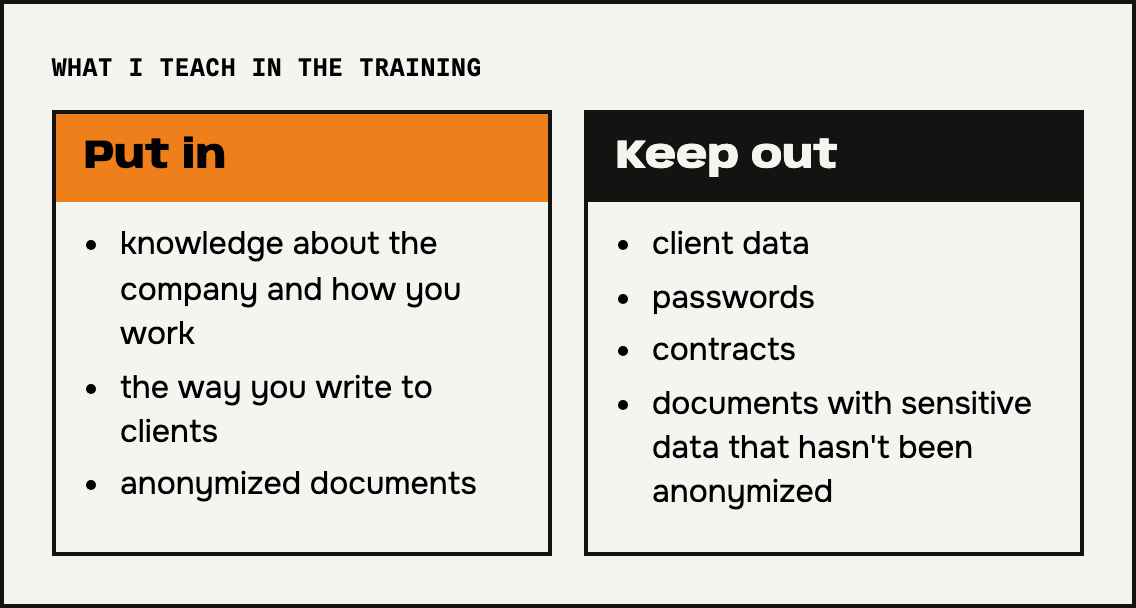 WHAT I TEACH IN THE TRAINING
Put in
• knowledge about the
company and how you
work
• the way you write to
clients
• anonymized documents
Keep out
• client data
• passwords
• contracts
• documents with sensitive
data that hasn't been
anonymized